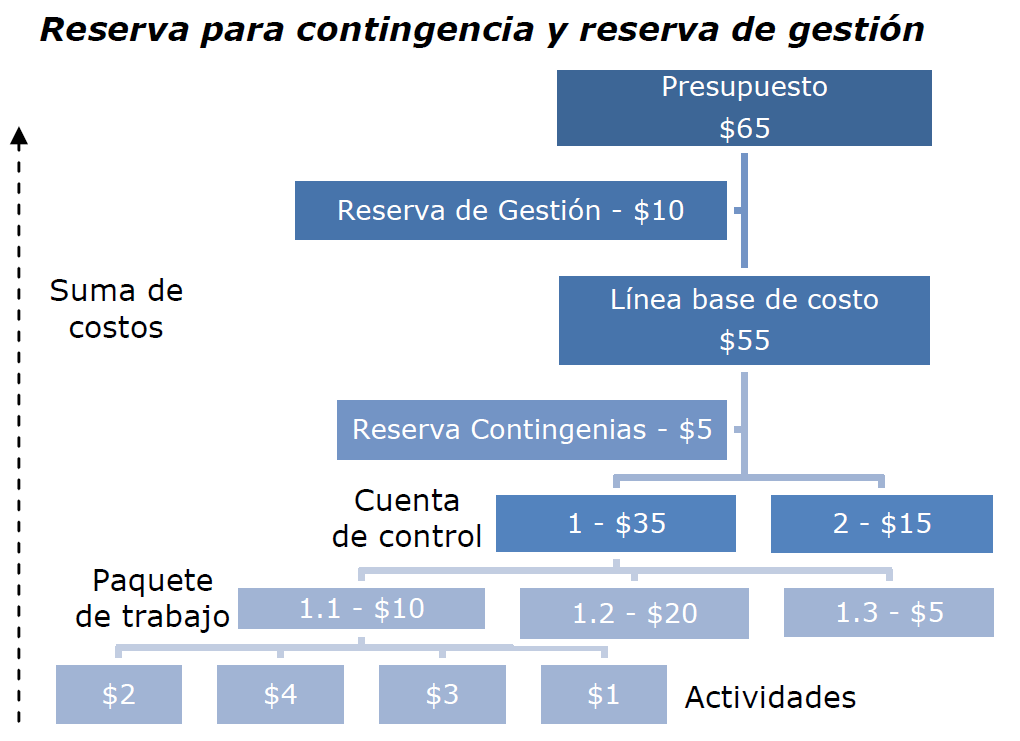 Reserva para contingencia y reserva de gestión
Presupuesto
$65
Reserva de Gestión - $10
Suma de
costos
Línea base de costo
$55
Reserva Contingenias - $5
Cuenta
de control
1 - $35
2 - $15
Paquete
de trabajo
1.1 - $10
1.2 - $20
1.3 - $5
$2
$4
$3
$1
Actividades